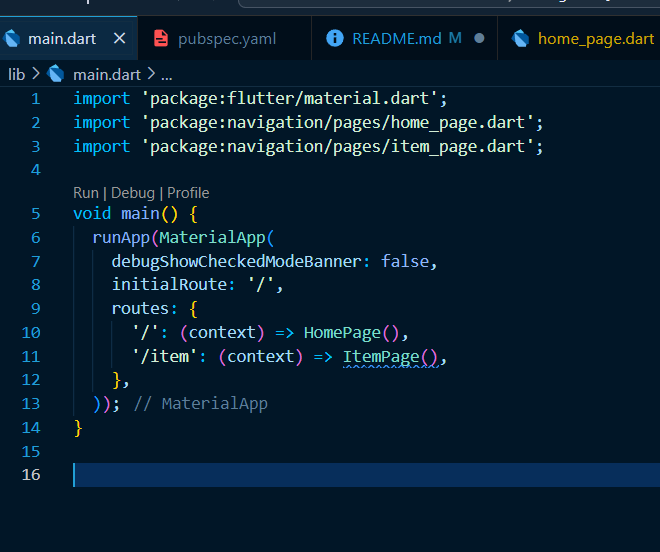 main.dart pubspec.yaml README.md M home_page.dart
lib > main.dart > ...
1 import 'package:flutter/material.dart';
2 import 'package:navigation/pages/home_page.dart';
3 import 'package:navigation/pages/item_page.dart';
4
Run | Debug | Profile
5 void main() {
6 runApp(MaterialApp(
7 debugShowCheckedModeBanner: false,
8 initialRoute: '/',
9 routes: {
10 '/': (context) => HomePage(),
11 '/item': (context) => ItemPage(),
12 },
13 )); // MaterialApp
14 }
15
16